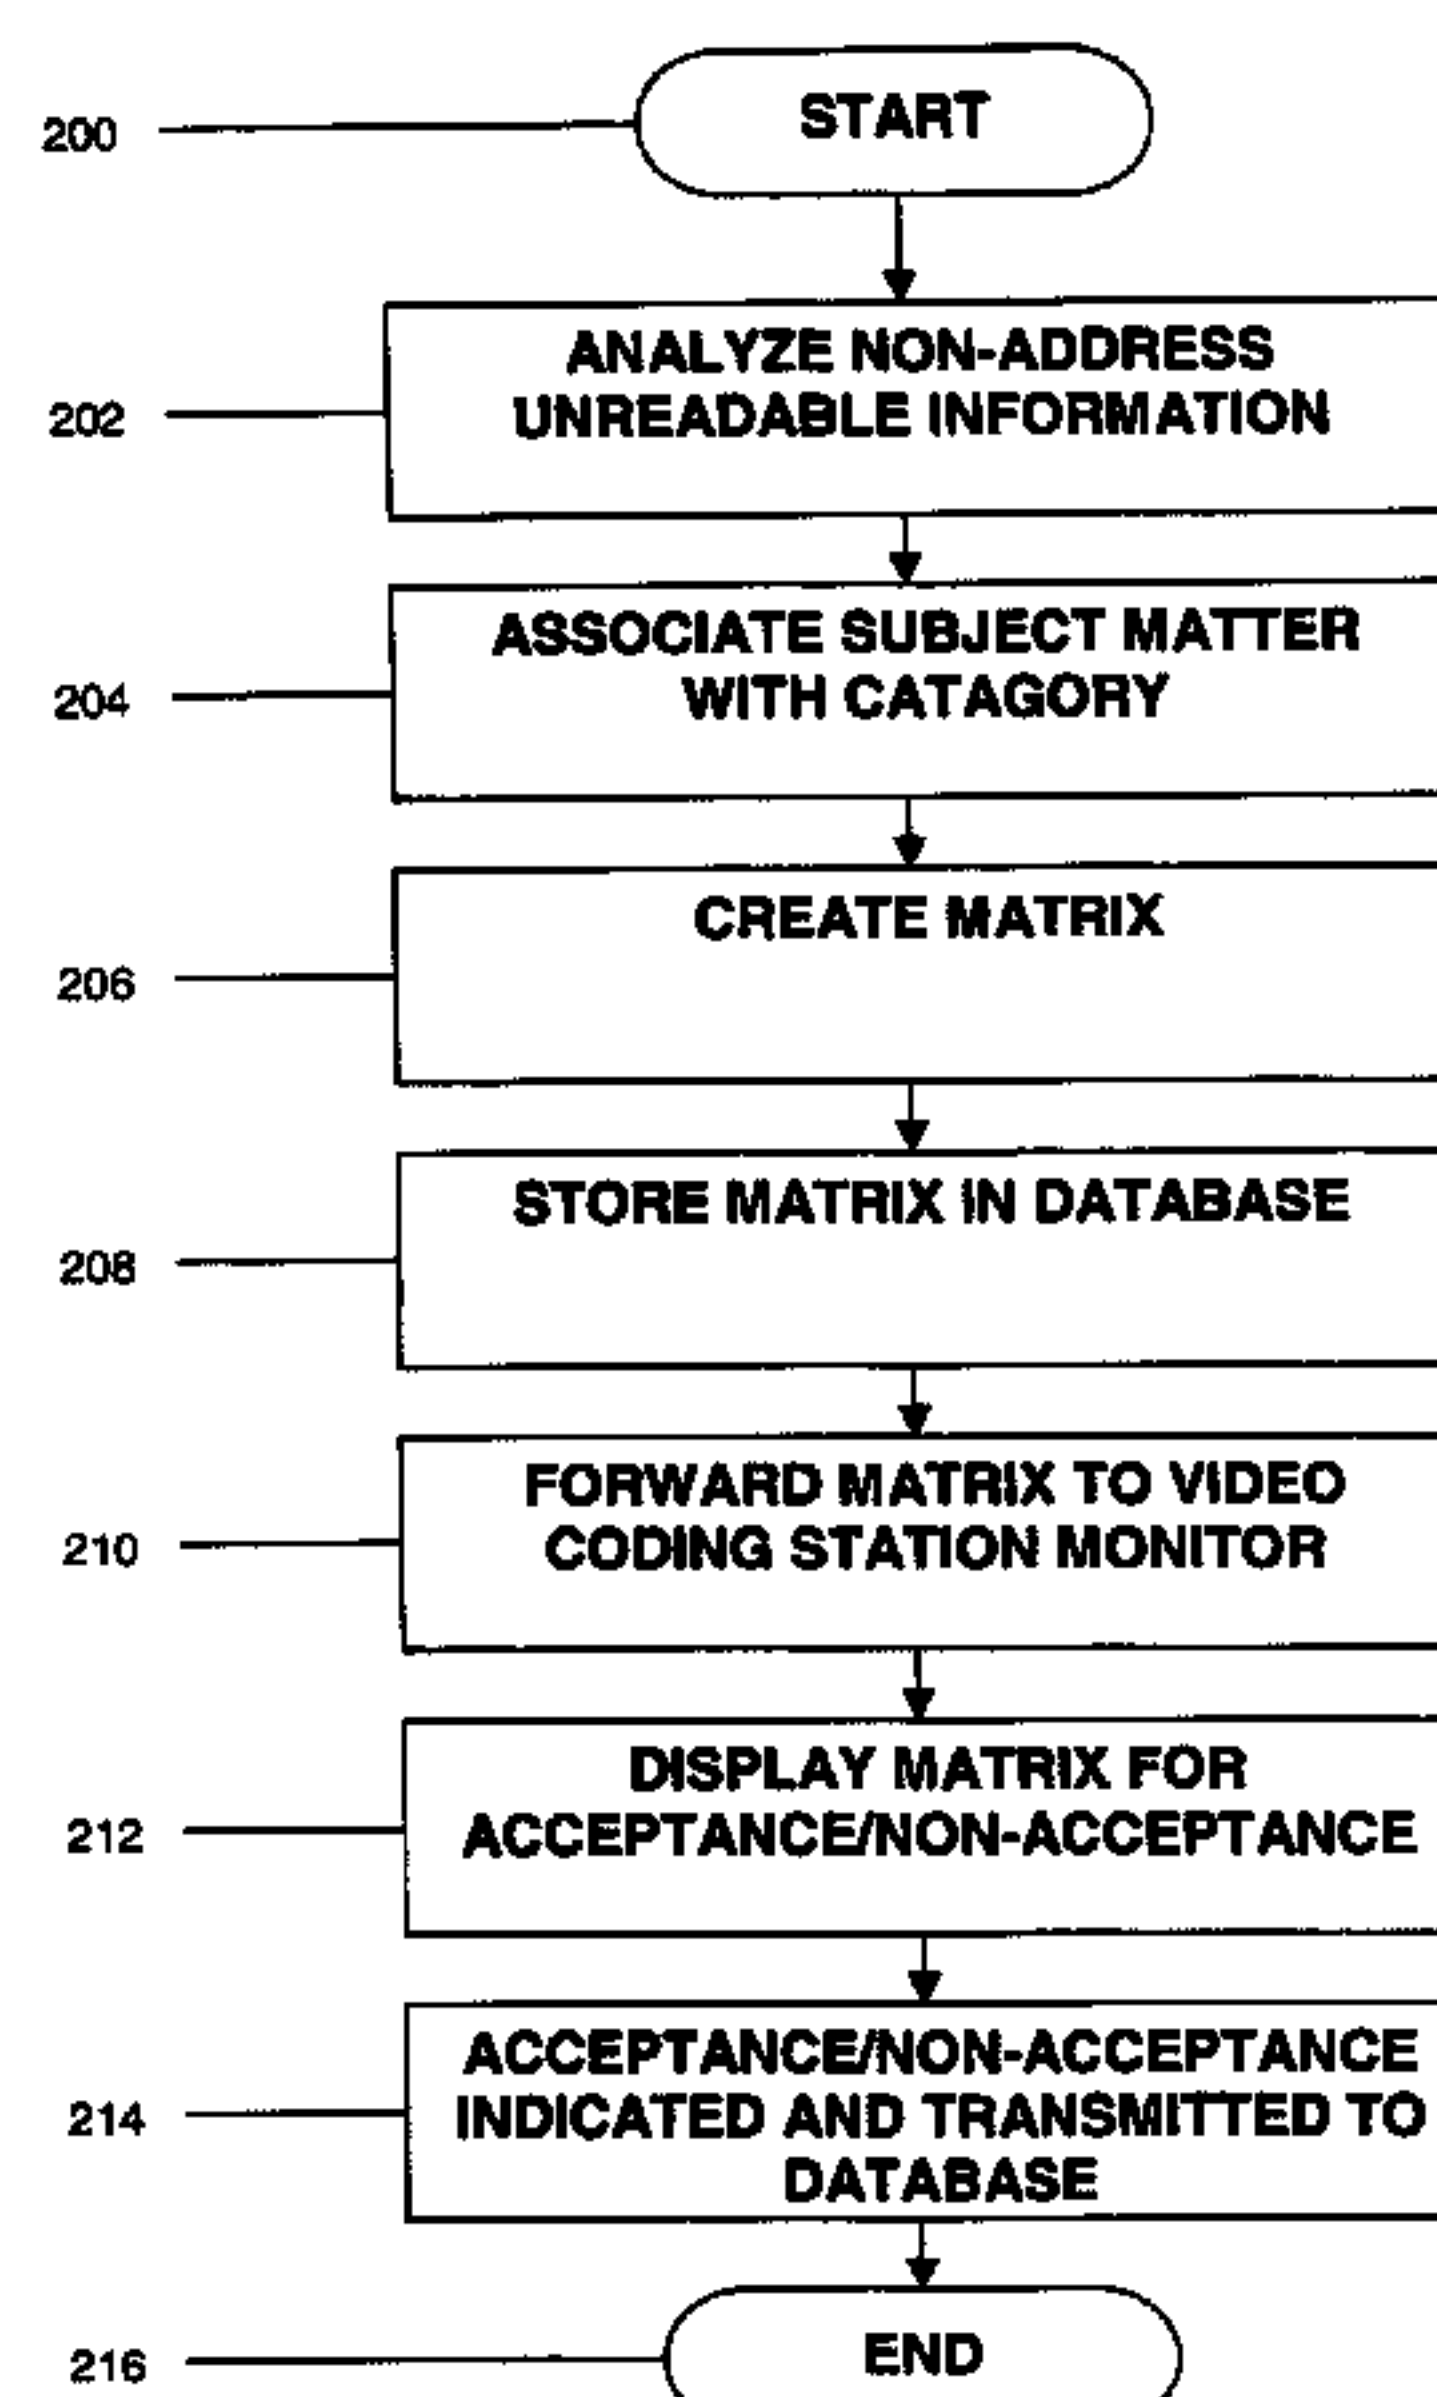 200
START
202
ANALYZE NON-ADDRESS
UNREADABLE INFORMATION
204
ASSOCIATE SUBJECT MATTER
WITH CATAGORY
206
CREATE MATRIX
208
STORE MATRIX IN DATABASE
210
FORWARD MATRIX TO VIDEO
CODING STATION MONITOR
212
DISPLAY MATRIX FOR
ACCEPTANCE/NON-ACCEPTANCE
214
ACCEPTANCE/NON-ACCEPTANCE
INDICATED AND TRANSMITTED TO
DATABASE
216
END